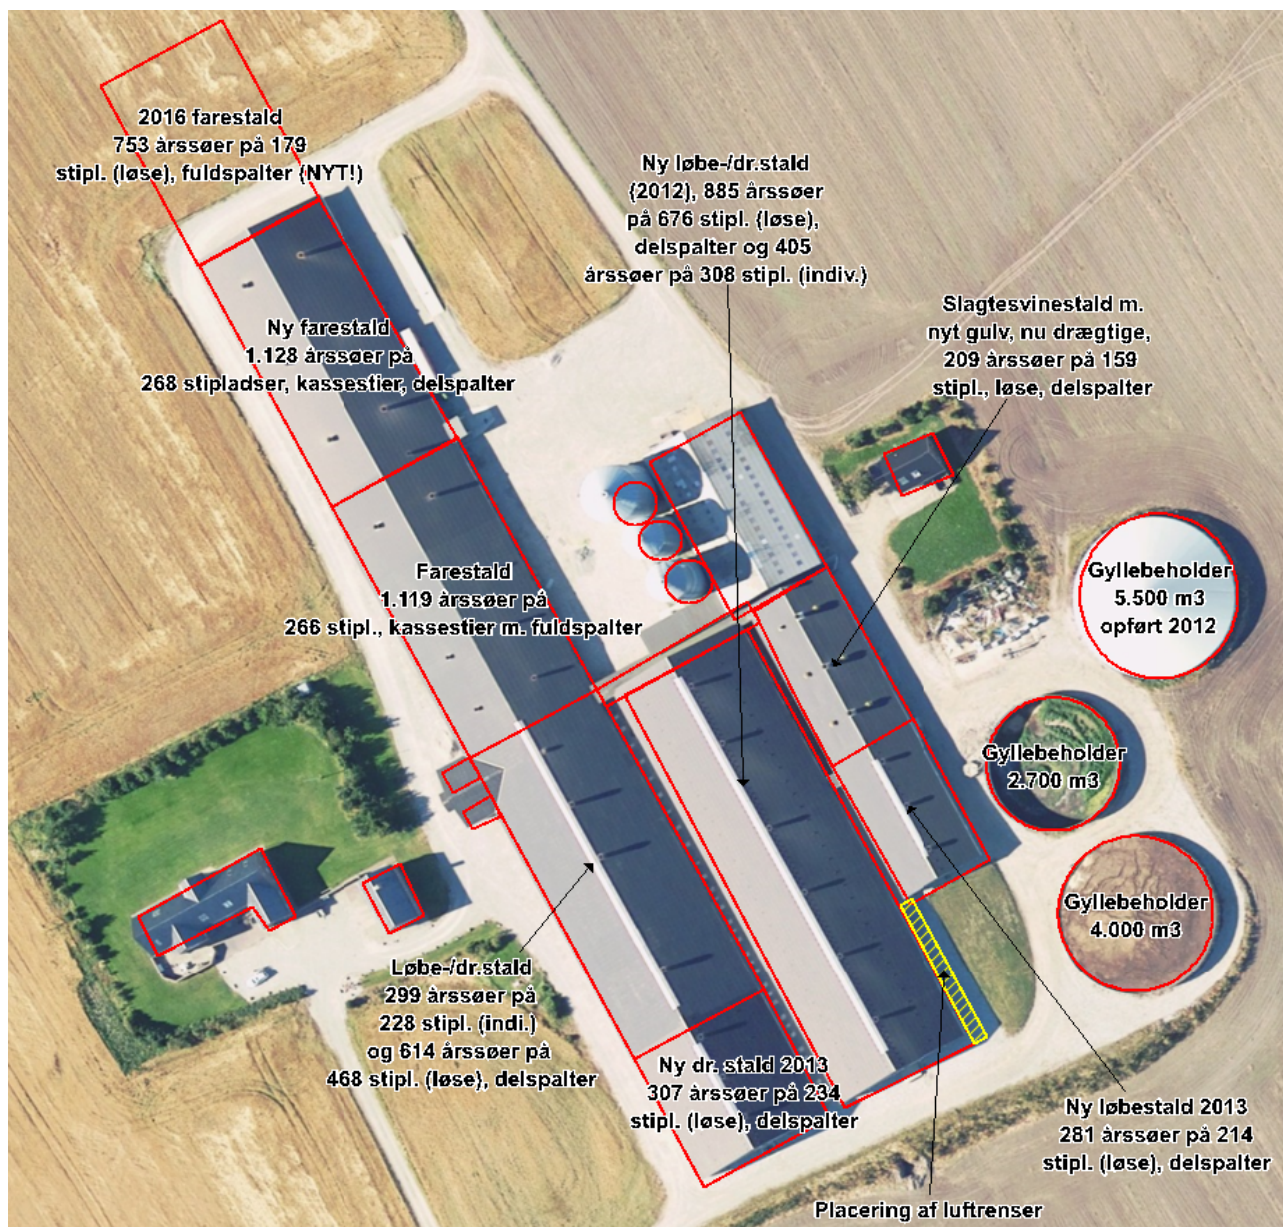 2016 farestald
753 årssøer på 179
stipl. (løse), fuldspalter (NYT!)
Ny løbe-/dr.stald
(2012), 885 årssøer
på 676 stipl. (løse),
delspalter og 405
årssøer på 308 stipl. (indiv.)
Slagtesvinestald m.
nyt gulv, nu drægtige,
209 årssøer på 159
stipl., løse, delspalter
Ny farestald
1.128 årssøer på
268 stipladser, kassestier, delspalter
Farestald
1.119 årssøer på
266 stipl., kassestier m. fuldspalter
Gyllebeholder
5.500 m3
opført 2012
Gyllebeholder
2.700 m3
Gyllebeholder
4.000 m3
Løbe-/dr.stald
299 årssøer på
228 stipl. (indi.)
og 614 årssøer på
468 stipl. (løse), delspalter
Ny dr. stald 2013
307 årssøer på 234
stipl. (løse), delspalter
Ny løbestald 2013
281 årssøer på 214
stipl. (løse), delspalter
Placering af luftrenser